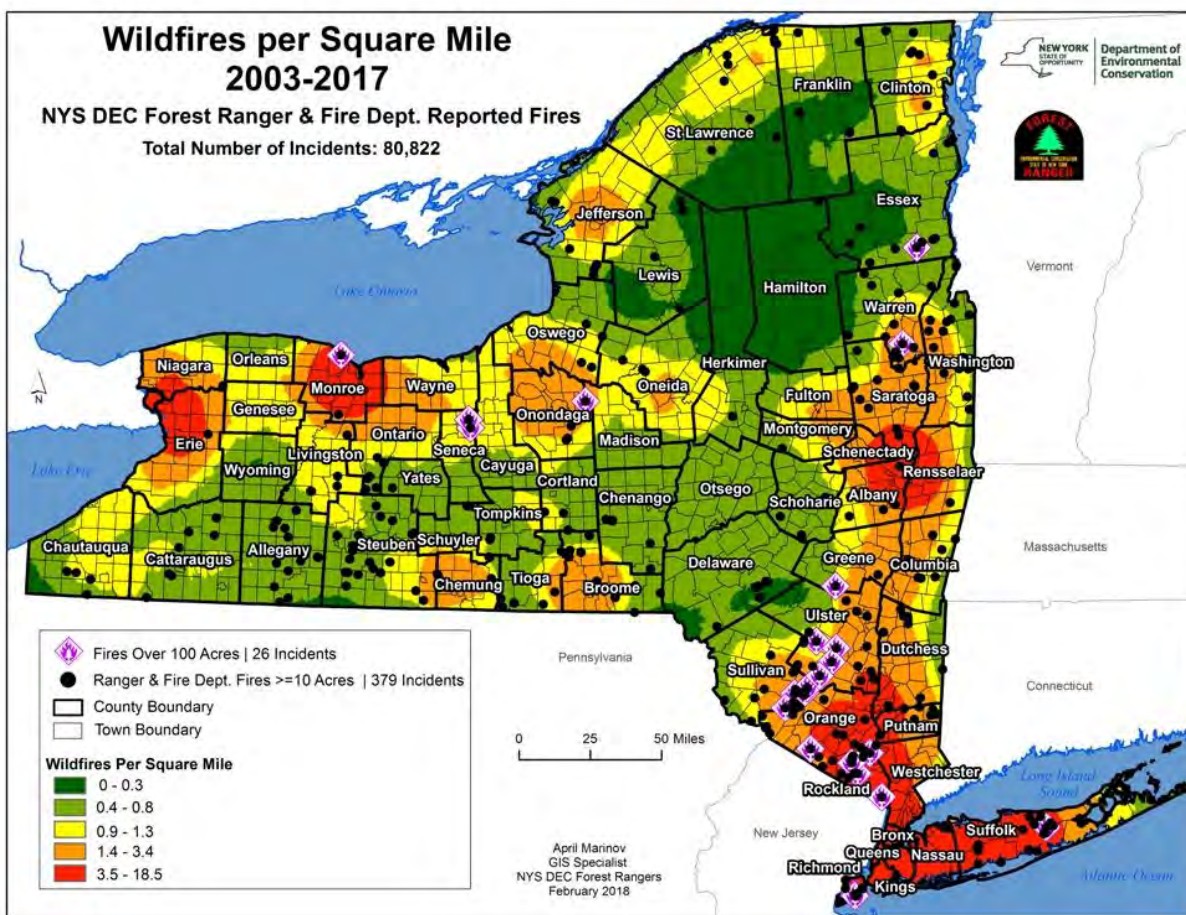 Wildfires per Square Mile
2003-2017
NYS DEC Forest Ranger & Fire Dept. Reported Fires
Total Number of Incidents: 80,822
NEW YORK
STATE OF
OPPORTUNITY
Department of
Environmental
Conservation
FOREST
RANGER
Franklin
Clinton
St Lawrence
Essex
Jefferson
Lewis
Hamilton
Vermont
Lake Ontario
Warren
Oswego
Herkimer
Washington
Niagara
Orleans
Monroe
Wayne
Oneida
Fulton
Saratoga
Genesee
Onondaga
Montgomery
N
Erie
Ontario
Seneca
Madison
Schenectady
Livingston
Rensselaer
Lake Erie
Wyoming
Yates
Cayuga
Cortland
Otsego
Albany
Chenango
Schoharie
Tompkins
Chautauqua
Cattaraugus
Allegany
Steuben
Schuyler
Massachusetts
Delaware
Greene
Columbia
Chemung
Tioga
Broome
Ulster
Pennsylvania
Sullivan
Dutchess
Connecticut
Orange
Putnam
Westchester
Rockland
Long Island
Sound
New Jersey
Bronx
Suffolk
Queens
Nassau
Richmond
Kings
Atlantic Ocean
Fires Over 100 Acres | 26 Incidents
Ranger & Fire Dept. Fires >=10 Acres | 379 Incidents
County Boundary
Town Boundary
Wildfires Per Square Mile
0 - 0.3
0.4 - 0.8
0.9 - 1.3
1.4 - 3.4
3.5 - 18.5
0 25 50 Miles
April Marinov
GIS Specialist
NYS DEC Forest Rangers
February 2018